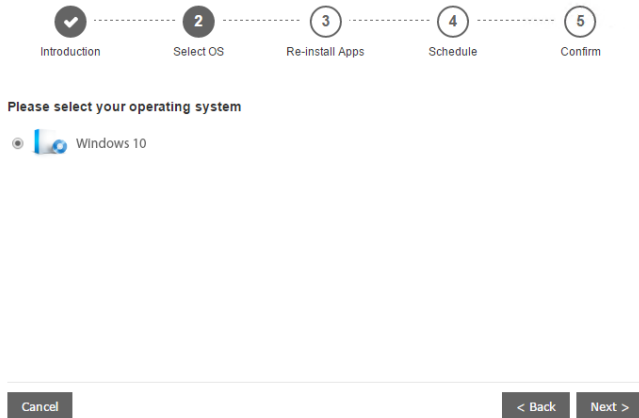 2 3 4 5
Introduction Select OS Re-install Apps Schedule Confirm
Please select your operating system
Windows 10
Cancel < Back Next >